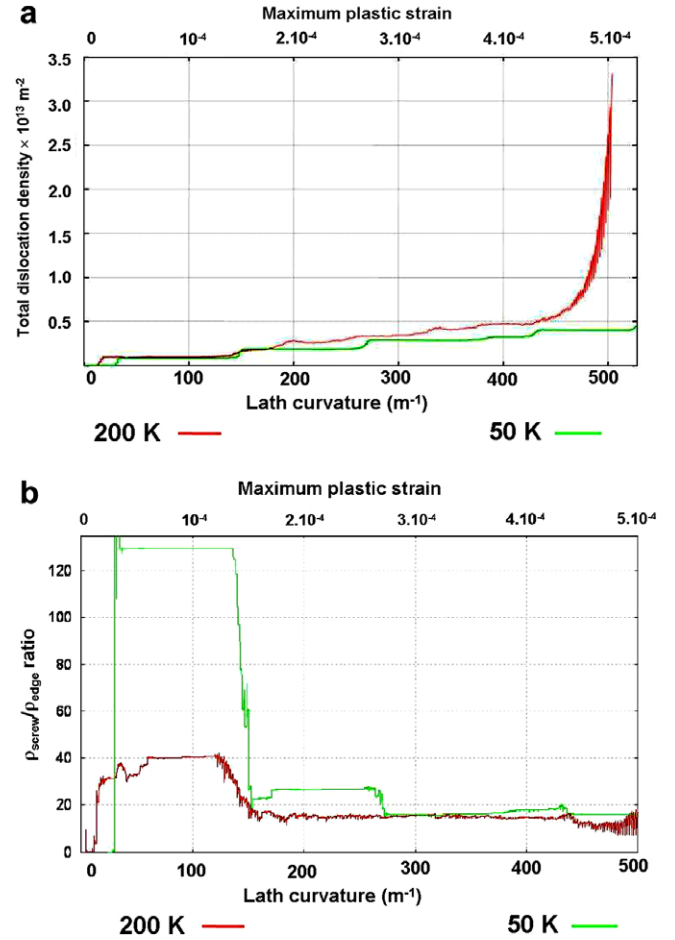 a
Maximum plastic strain
0 10⁻⁴ 2.10⁻⁴ 3.10⁻⁴ 4.10⁻⁴ 5.10⁻⁴
Total dislocation density × 10¹³ m⁻²
3.5
3.0
2.5
2.0
1.5
1.0
0.5
0 100 200 300 400 500
Lath curvature (m⁻¹)
200 K 50 K
b
Maximum plastic strain
0 10⁻⁴ 2.10⁻⁴ 3.10⁻⁴ 4.10⁻⁴ 5.10⁻⁴
ρscrew/ρedge ratio
120
100
80
60
40
20
0
0 100 200 300 400 500
Lath curvature (m⁻¹)
200 K 50 K